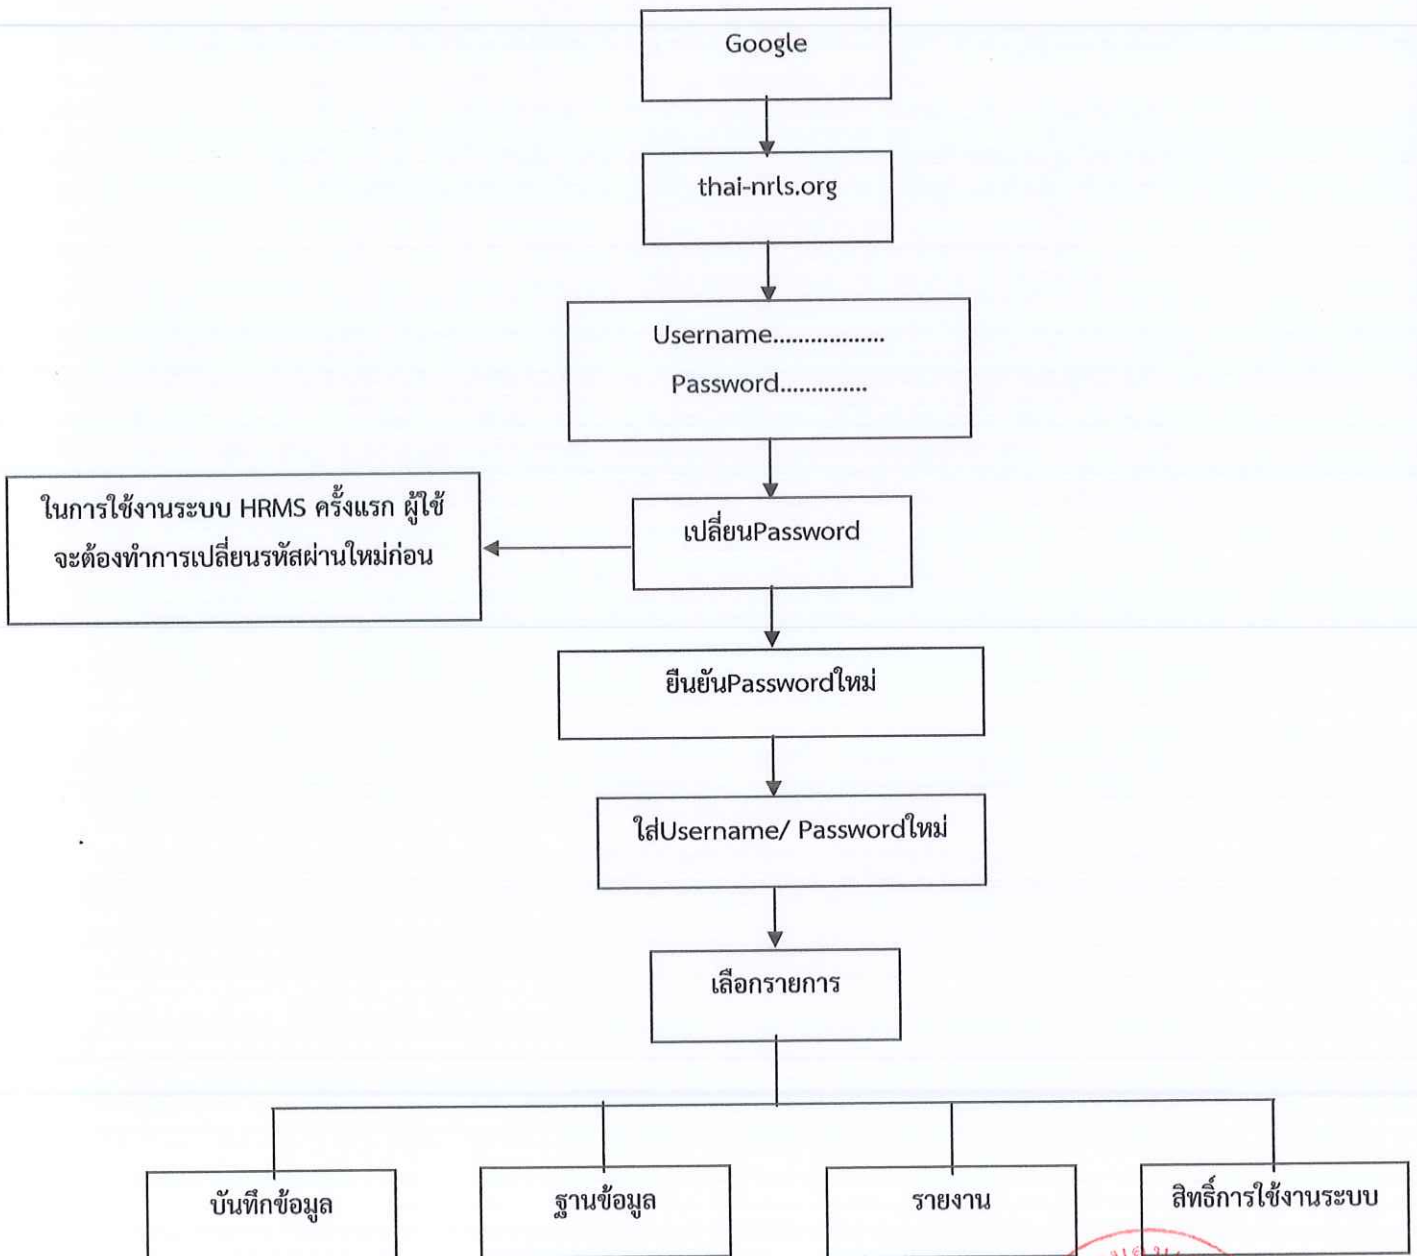 Google
thai-nrls.org
Username..................
Password..............
ในการใช้งานระบบ HRMS ครั้งแรก ผู้ใช้
จะต้องทำการเปลี่ยนรหัสผ่านใหม่ก่อน
เปลี่ยนPassword
ยืนยันPasswordใหม่
ใส่Username/ Passwordใหม่
เลือกรายการ
บันทึกข้อมูล
ฐานข้อมูล
รายงาน
สิทธิ์การใช้งานระบบ